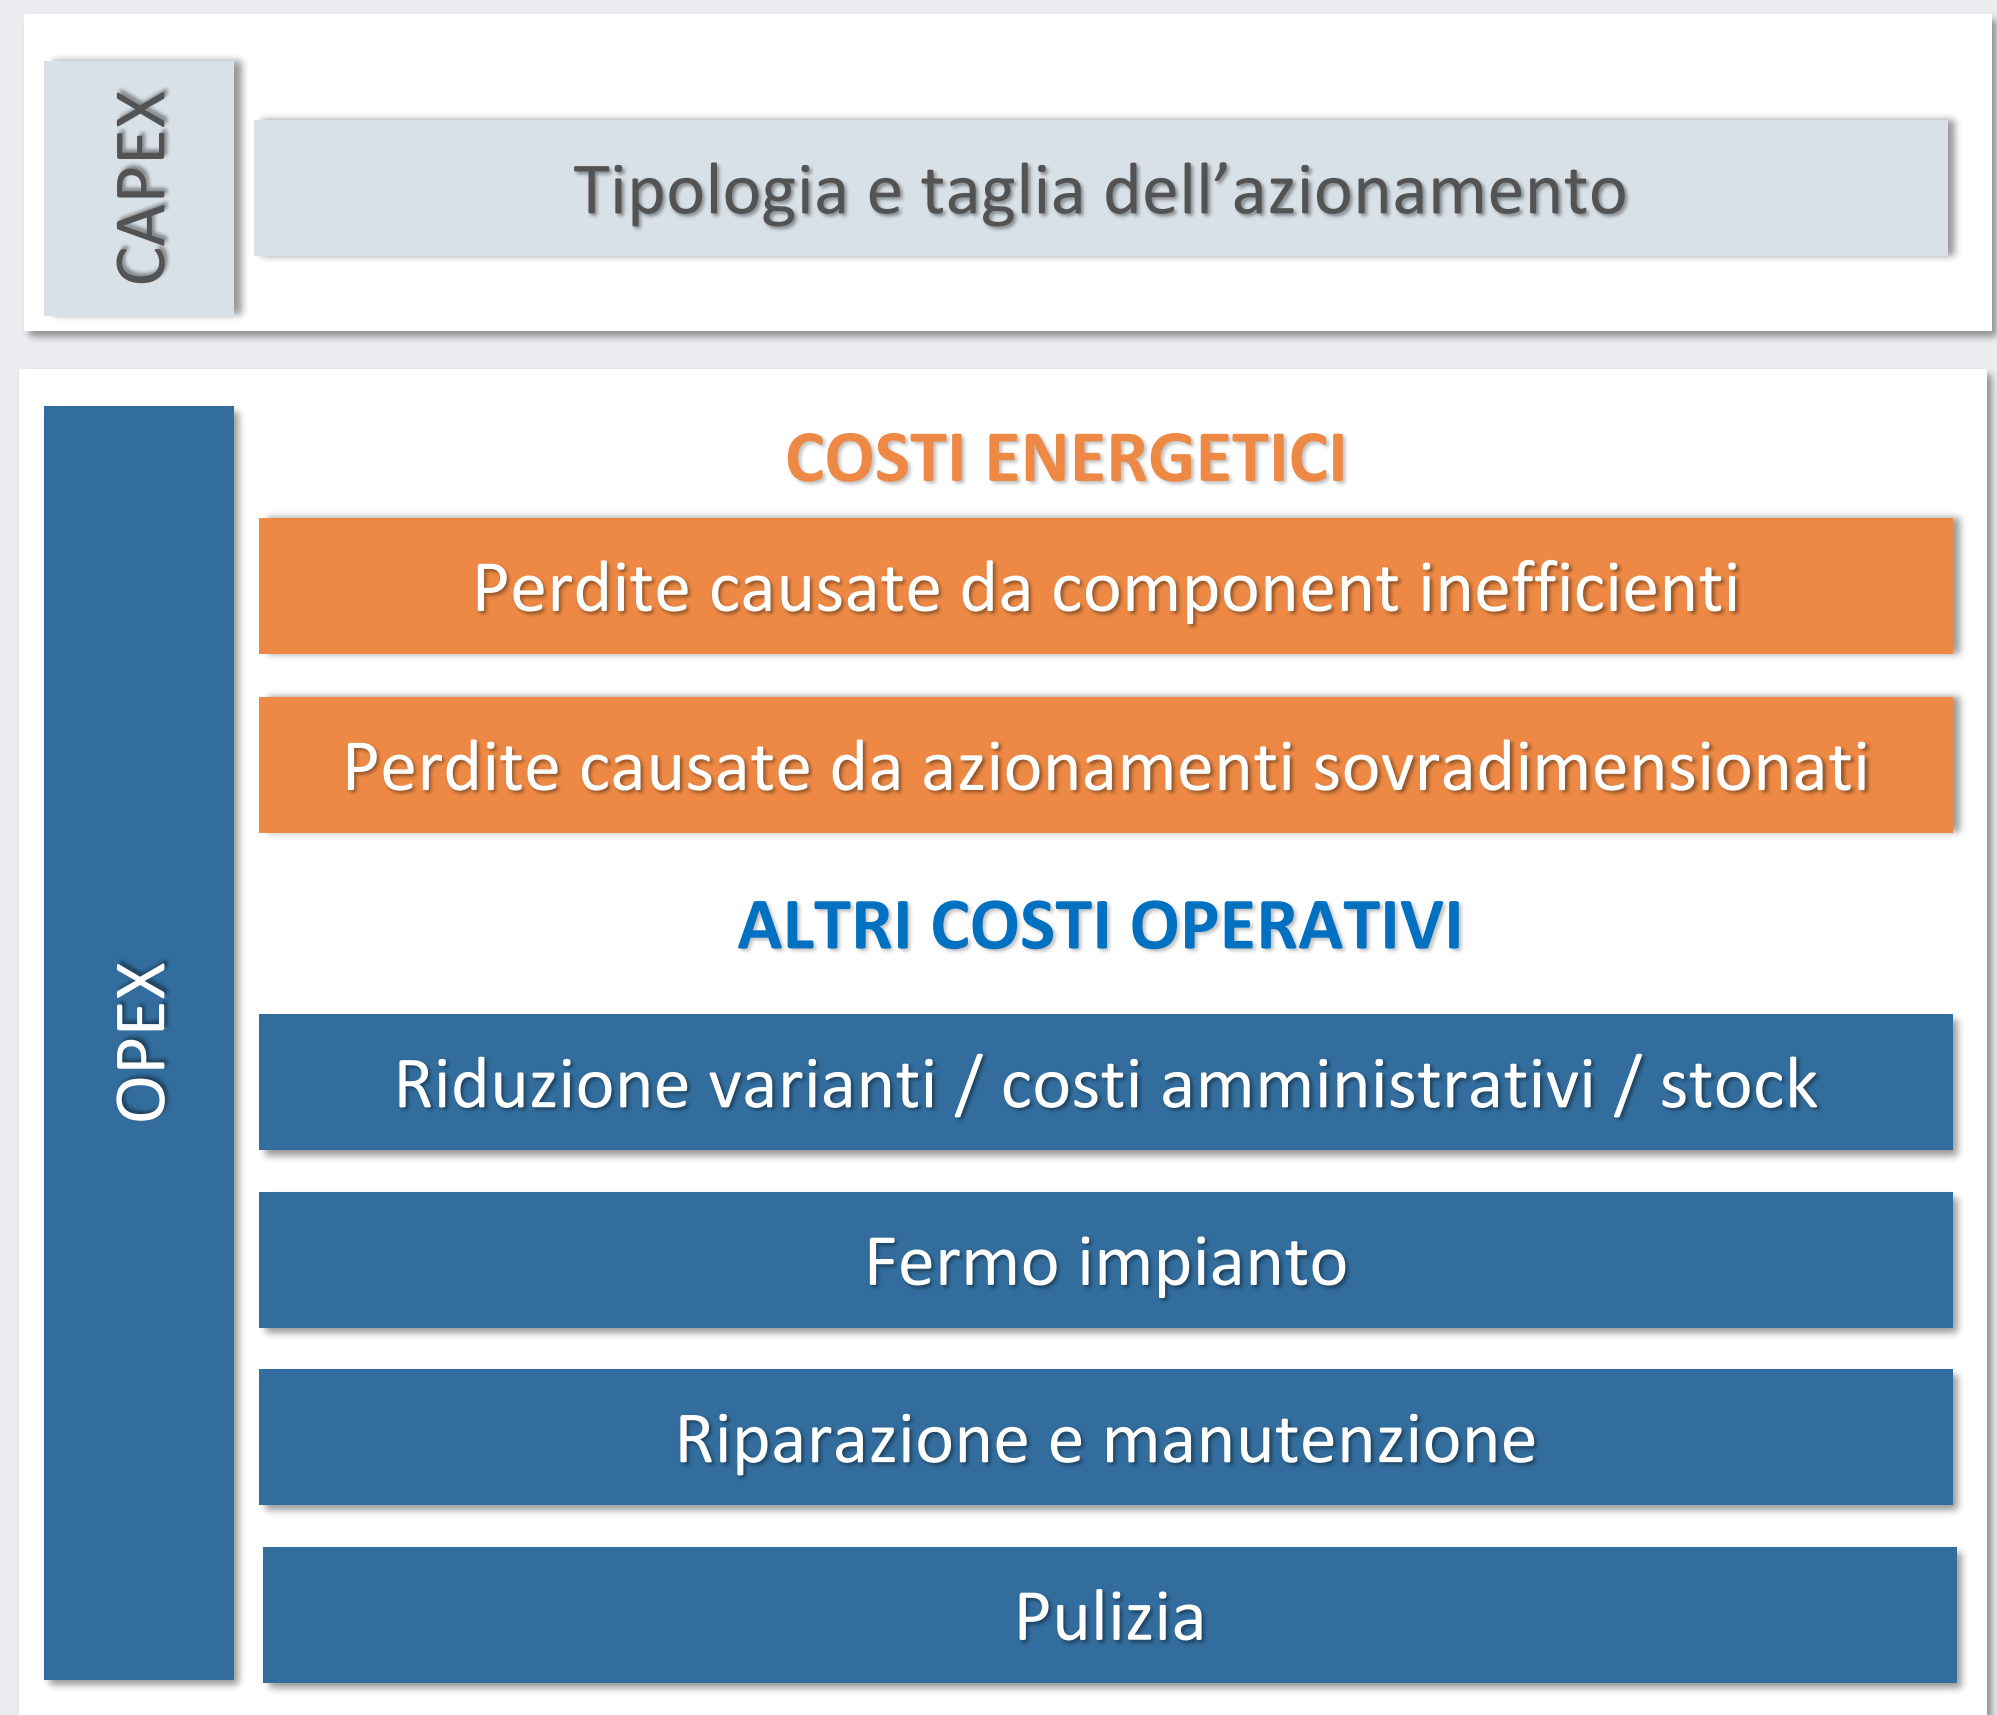 CAPEX
Tipologia e taglia dell’azionamento
OPEX
COSTI ENERGETICI
Perdite causate da component inefficienti
Perdite causate da azionamenti sovradimensionati
ALTRI COSTI OPERATIVI
Riduzione varianti / costi amministrativi / stock
Fermo impianto
Riparazione e manutenzione
Pulizia